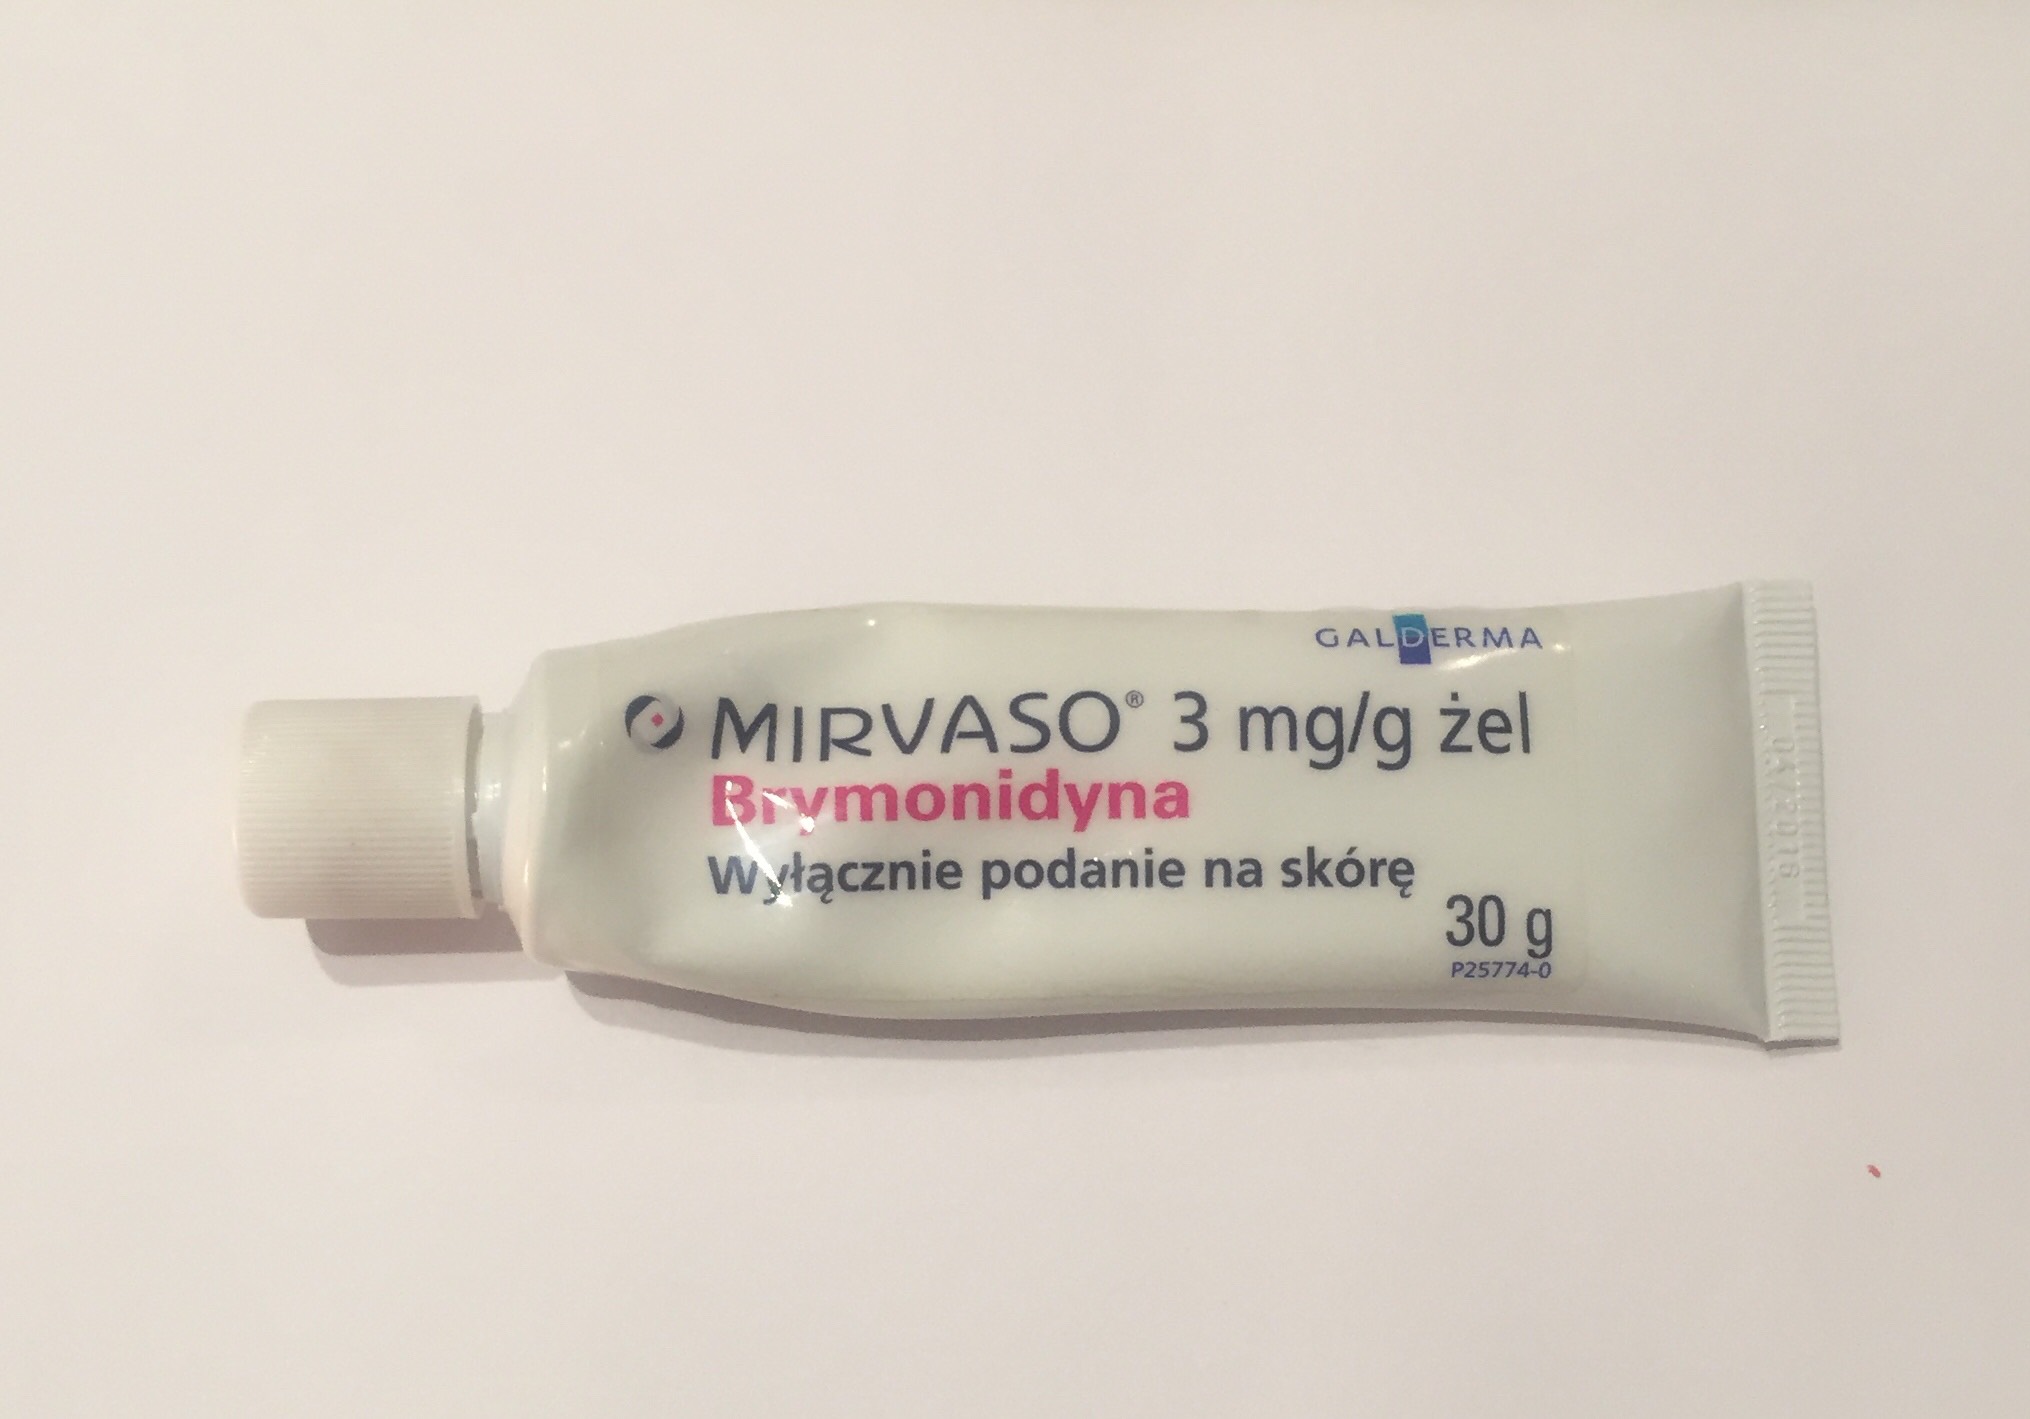 GALDERMA
MIRVASO® 3 mg/g żel
Brymonidyna
Wyłącznie podanie na skórę
30 g
P25774-0